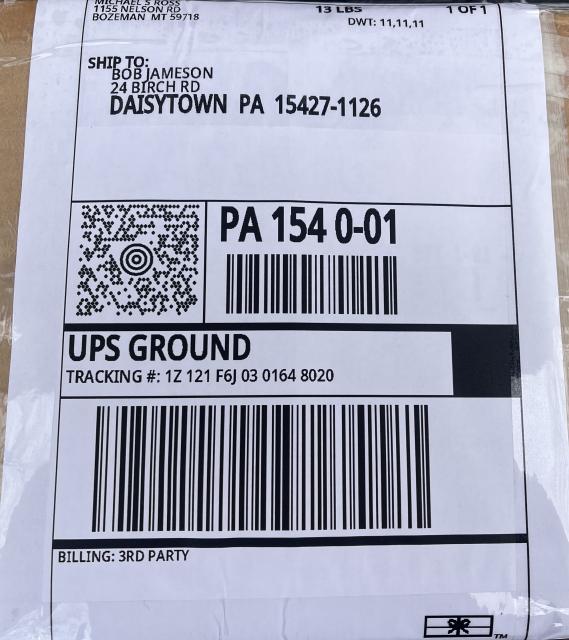 MICHAEL S ROSS
1155 NELSON RD
BOZEMAN MT 59718
13 LBS
1 OF 1
DWT: 11,11,11
SHIP TO:
BOB JAMESON
24 BIRCH RD
DAISYTOWN PA 15427-1126
PA 154 0-01
UPS GROUND
TRACKING #: 1Z 121 F6J 03 0164 8020
BILLING: 3RD PARTY
TM